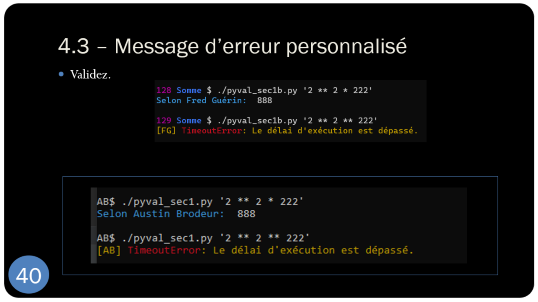 4.3 – Message d'erreur personnalisé
• Validez.
128 Somme $ ./pyval_sec1b.py '2 ** 2 * 222'
Selon Fred Guérin:  888
129 Somme $ ./pyval_sec1b.py '2 ** 2 ** 222'
[FG] TimeoutError: Le délai d'exécution est dépassé.
AB$ ./pyval_sec1.py '2 ** 2 * 222'
Selon Austin Brodeur:  888
AB$ ./pyval_sec1.py '2 ** 2 ** 222'
[AB] TimeoutError: Le délai d'exécution est dépassé.
40